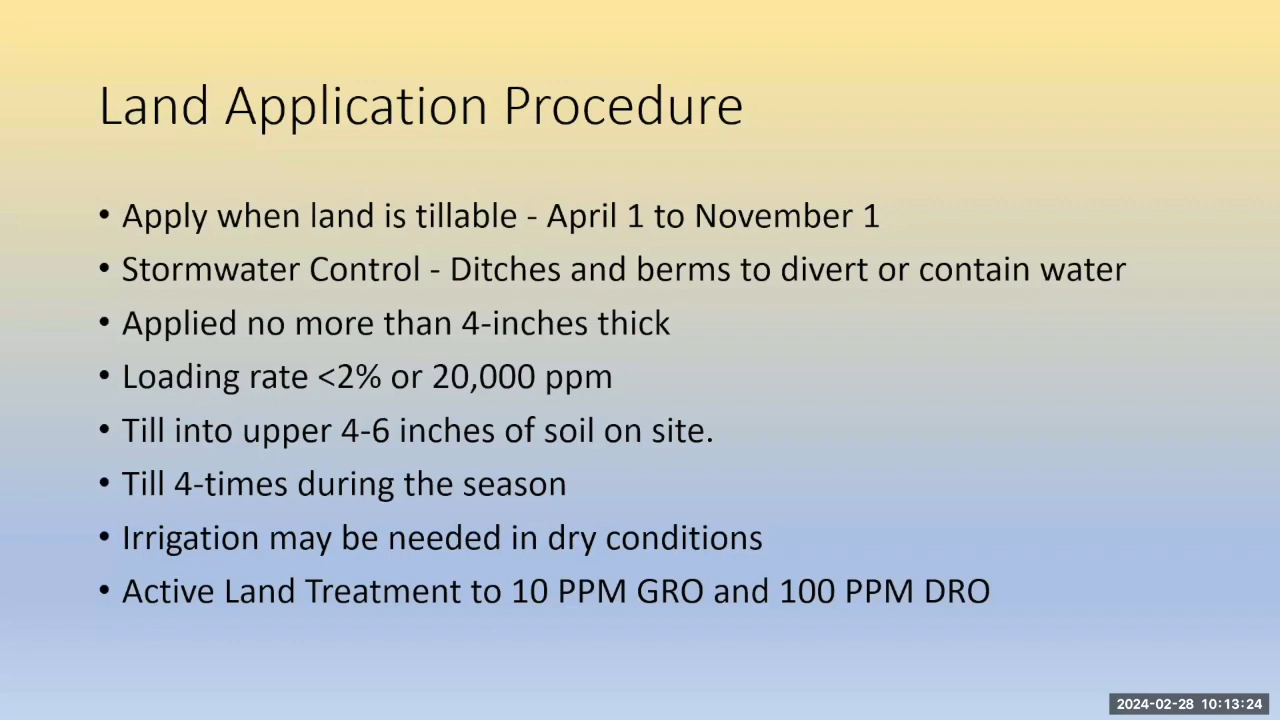 Land Application Procedure
• Apply when land is tillable - April 1 to November 1
• Stormwater Control - Ditches and berms to divert or contain water
• Applied no more than 4-inches thick
• Loading rate <2% or 20,000 ppm
• Till into upper 4-6 inches of soil on site.
• Till 4-times during the season
• Irrigation may be needed in dry conditions
• Active Land Treatment to 10 PPM GRO and 100 PPM DRO
2024-02-28 10:13:24